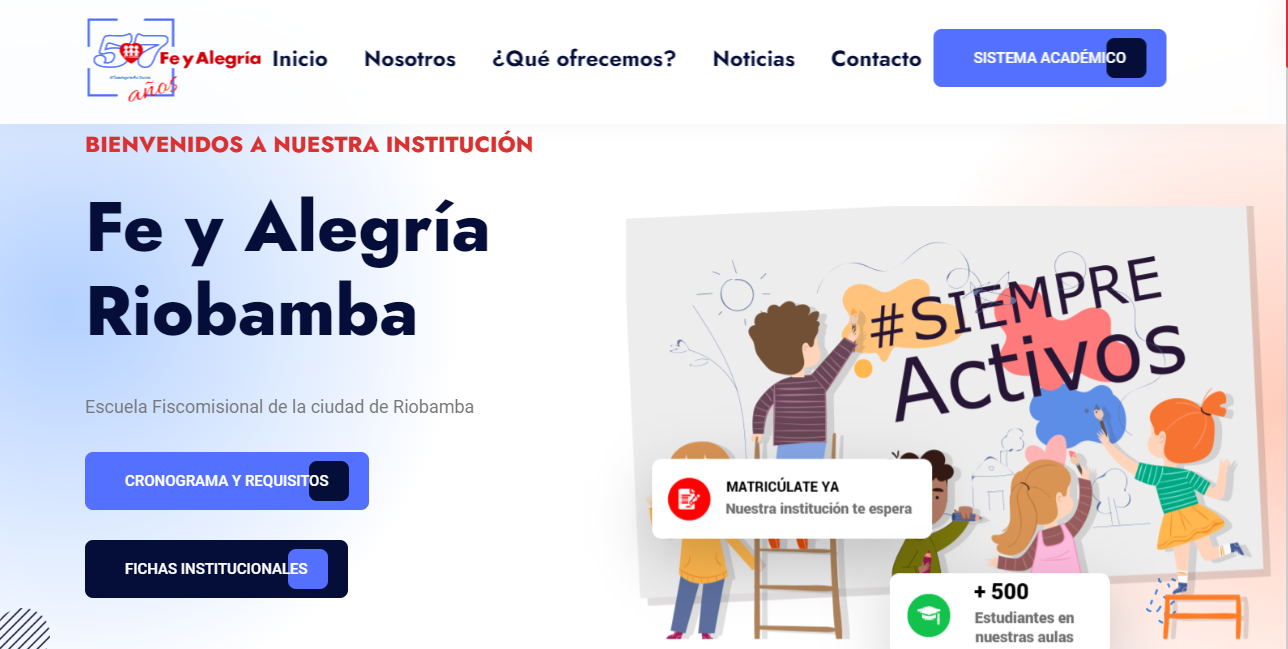 57
Fe y Alegría
años
Inicio
Nosotros
¿Qué ofrecemos?
Noticias
Contacto
SISTEMA ACADÉMICO
BIENVENIDOS A NUESTRA INSTITUCIÓN
Fe y Alegría
Riobamba
Escuela Fiscomisional de la ciudad de Riobamba
CRONOGRAMA Y REQUISITOS
FICHAS INSTITUCIONALES
#SIEMPRE
Activos
MATRICÚLATE YA
Nuestra institución te espera
+ 500
Estudiantes en
nuestras aulas